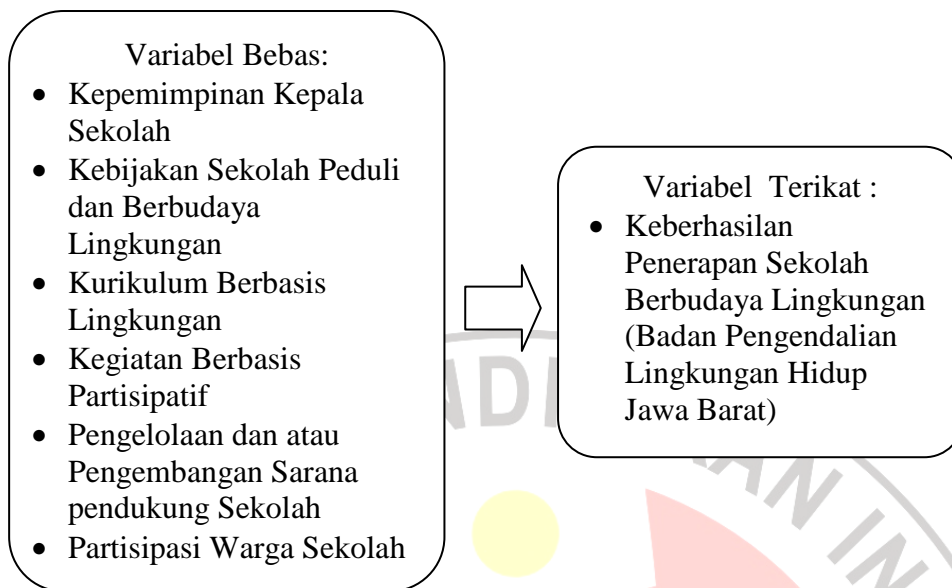 Variabel Bebas:
• Kepemimpinan Kepala
Sekolah
• Kebijakan Sekolah Peduli
dan Berbudaya
Lingkungan
• Kurikulum Berbasis
Lingkungan
• Kegiatan Berbasis
Partisipatif
• Pengelolaan dan atau
Pengembangan Sarana
pendukung Sekolah
• Partisipasi Warga Sekolah
Variabel Terikat :
• Keberhasilan
Penerapan Sekolah
Berbudaya Lingkungan
(Badan Pengendalian
Lingkungan Hidup
Jawa Barat)